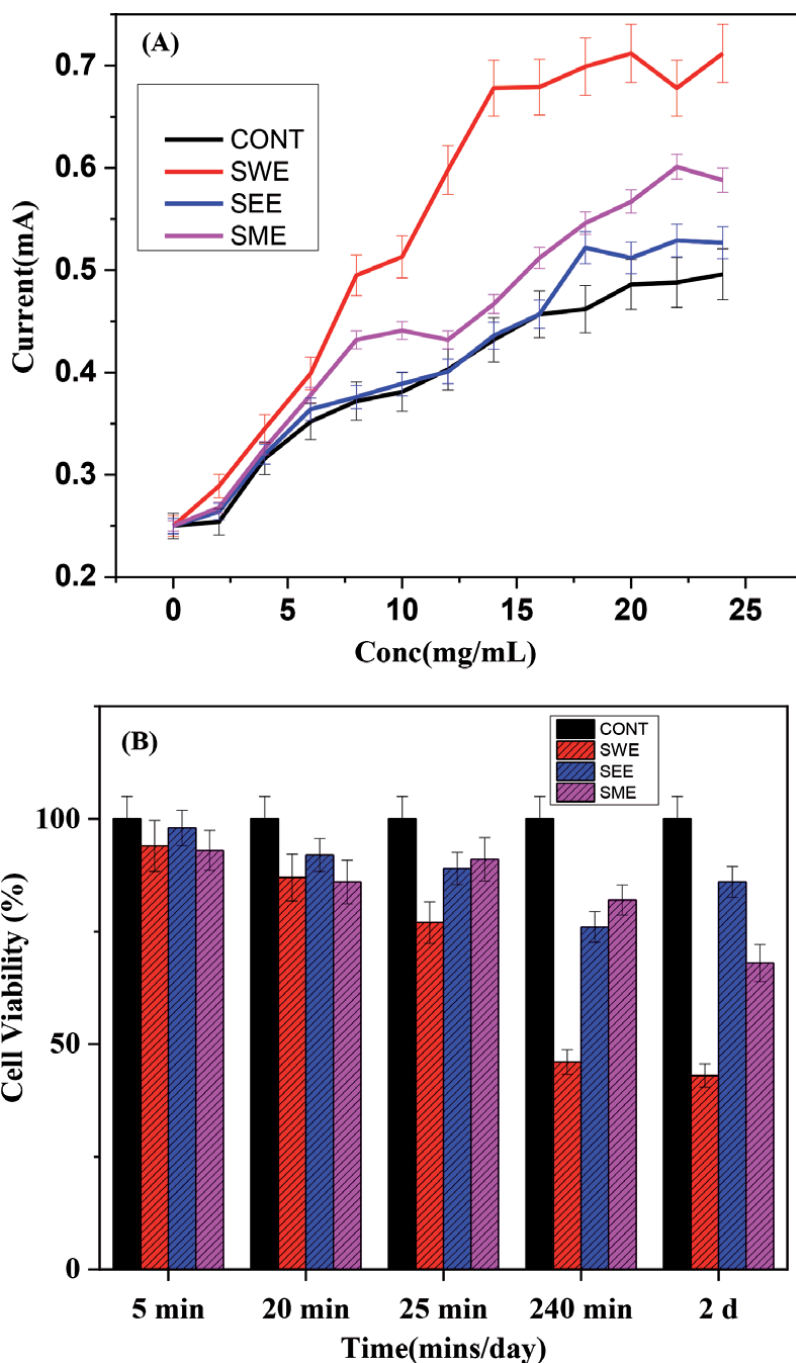 (A)
CONT
SWE
SEE
SME
0.7
0.6
0.5
0.4
0.3
0.2
Current(mA)
0 5 10 15 20 25
Conc(mg/mL)
(B)
CONT
SWE
SEE
SME
100
50
0
Cell Viability (%)
5 min 20 min 25 min 240 min 2 d
Time(mins/day)